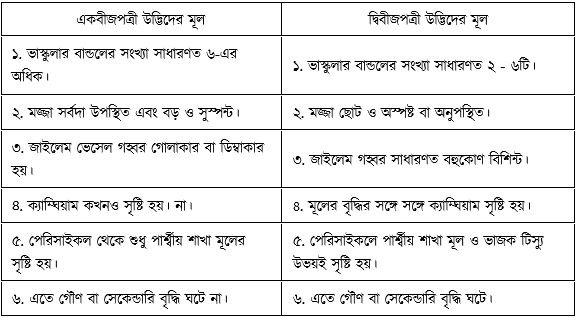 একবীজপত্রী উদ্ভিদের মূল
দ্বিবীজপত্রী উদ্ভিদের মূল
১. ভাস্কুলার বান্ডলের সংখ্যা সাধারণত ৬-এর
অধিক।
১. ভাস্কুলার বান্ডলের সংখ্যা সাধারণত ২ - ৬টি।
২. মজ্জা সর্বদা উপস্থিত এবং বড় ও সুস্পন্ট।
২. মজ্জা ছোট ও অস্পষ্ট বা অনুপস্থিত।
৩. জাইলেম ভেসেল গহ্বর গোলাকার বা ডিম্বাকার
হয়।
৩. জাইলেম গহ্বর সাধারণত বহুকোণ বিশিন্ট।
৪. ক্যাম্ঘিয়াম কখনও সৃষ্টি হয়। না।
৪. মূলের বৃদ্ধির সঙ্গে সঙ্গে ক্যাম্ঘিয়াম সৃষ্টি হয়।
৫. পেরিসাইকল থেকে শুধু পার্শ্বীয় শাখা মূলের
সৃষ্টি হয়।
৫. পেরিসাইকলে পার্শ্বীয় শাখা মূল ও ভাজক টিস্যু
উভয়ই সৃষ্টি হয়।
৬. এতে গৌণ বা সেকেন্ডারি বৃদ্ধি ঘটে না।
৬. এতে গৌণ বা সেকেন্ডারি বৃদ্ধি ঘটে।